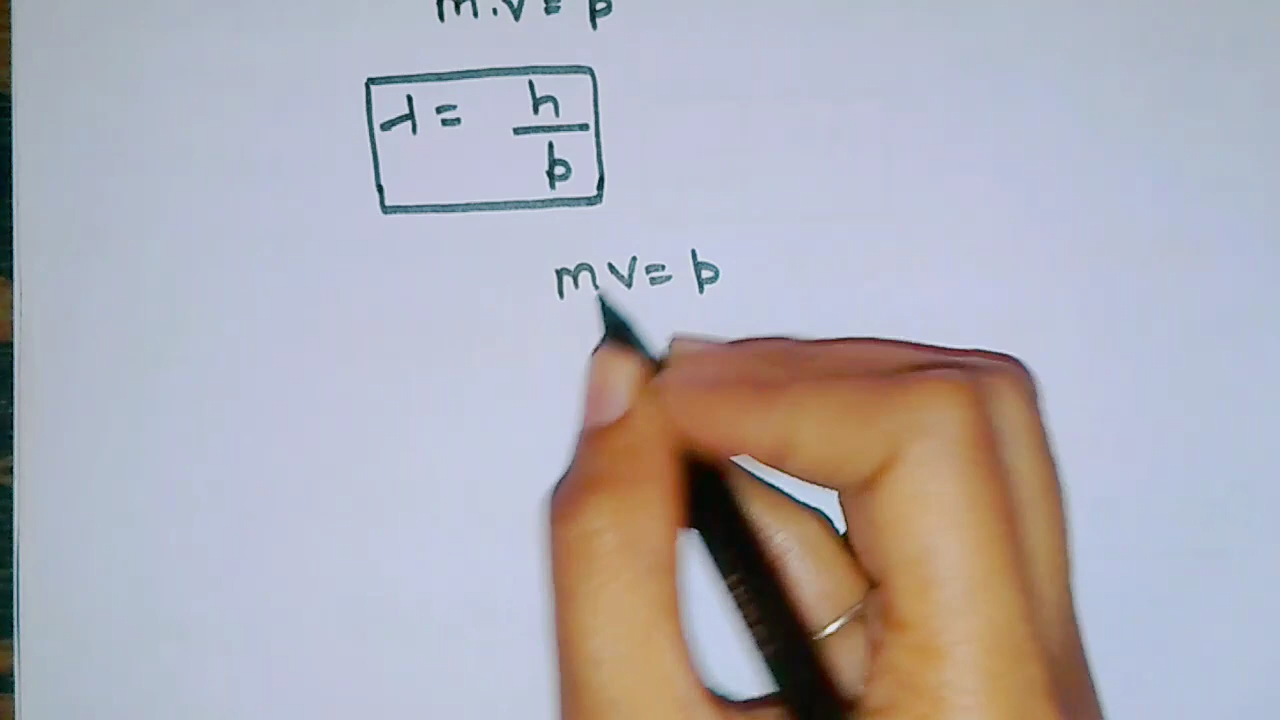 m.v = p
λ = h/p
mv = p